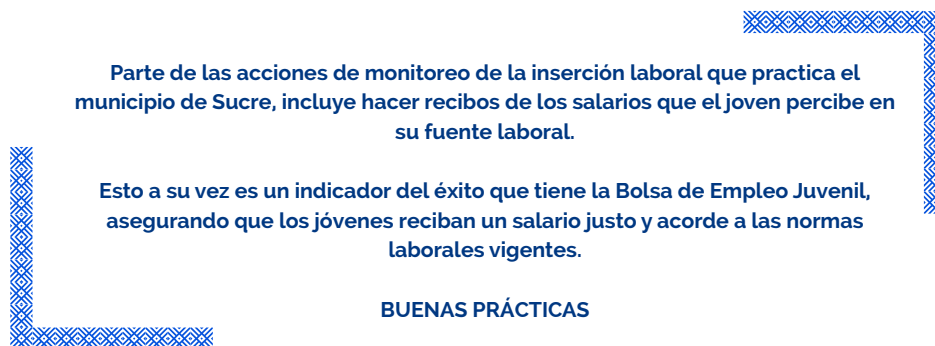 Parte de las acciones de monitoreo de la inserción laboral que practica el
municipio de Sucre, incluye hacer recibos de los salarios que el joven percibe en
su fuente laboral.
Esto a su vez es un indicador del éxito que tiene la Bolsa de Empleo Juvenil,
asegurando que los jóvenes reciban un salario justo y acorde a las normas
laborales vigentes.
BUENAS PRÁCTICAS